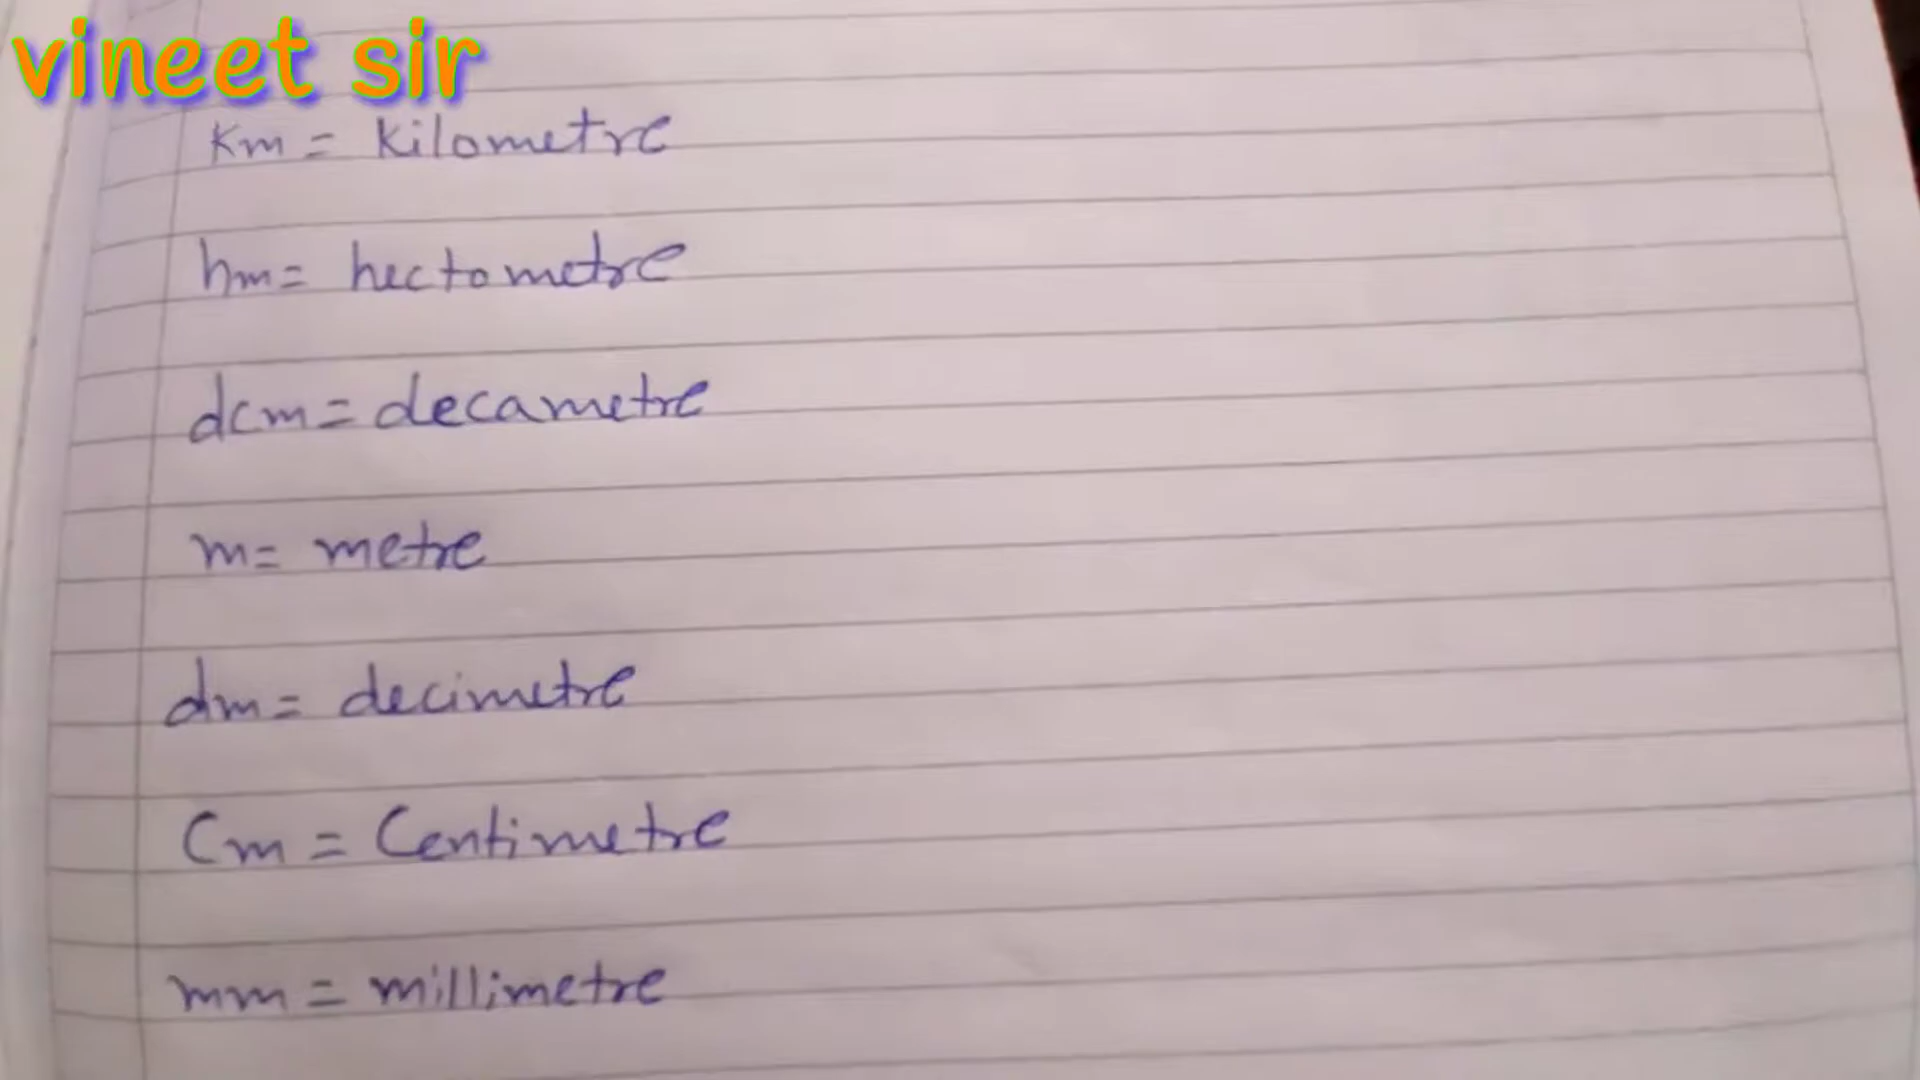 vineet sir
Km = Kilometre
hm = hectometre
dcm = decametre
m = metre
dm = decimetre
Cm = Centimetre
mm = millimetre